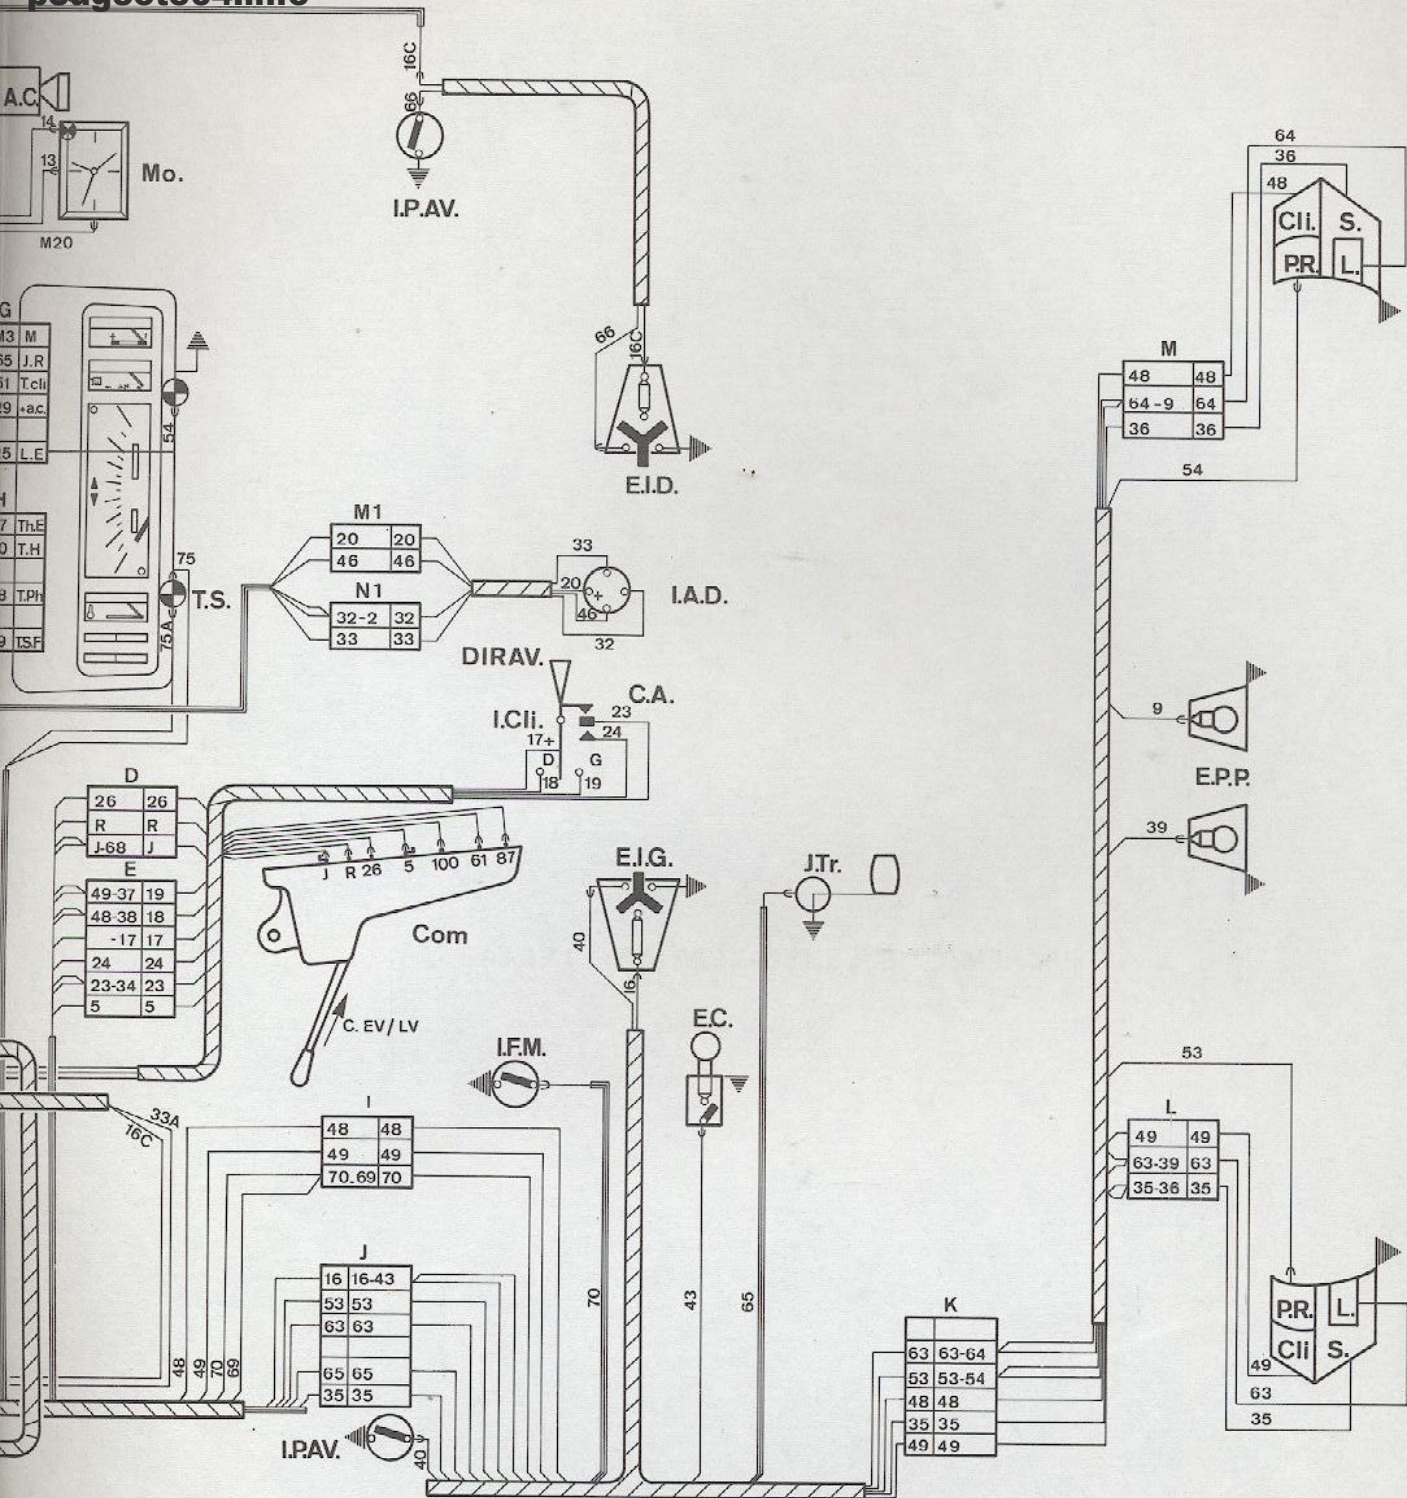 16C
66
A.C.
14
13
Mo.
M20
I.P.AV.
64
36
48
Cli. S.
P.R. L.
G
M3 M
65 J.R
T.cli
+a.c.
54
L.E
H
Th.E
T.H
T.Ph
T.S.F
75
T.S.
75A
66
16C
E.I.D.
M
48 48
64-9 64
36 36
54
M1
20 20
46 46
N1
32-2 32
33 33
33
20
+
46
32
I.A.D.
DIRAV.
C.A.
I.Cli.
23
24
17+
D G
18 19
9
E.P.P.
39
D
26 26
R R
J-68 J
E
49-37 19
48-38 18
-17 17
24 24
23-34 23
5 5
J R 26 5 100 61 87
Com
C. EV/LV
E.I.G.
40
16
J.Tr.
E.C.
I.F.M.
33A
16C
I
48 48
49 49
70-69 70
48 49 70 69
J
16 16-43
53 53
63 63
65 65
35 35
I.P.AV.
40
70
43
65
K
63 63-64
53 53-54
48 48
35 35
49 49
53
L
49 49
63-39 63
35-36 35
P.R. L.
Cli S.
49
63
35